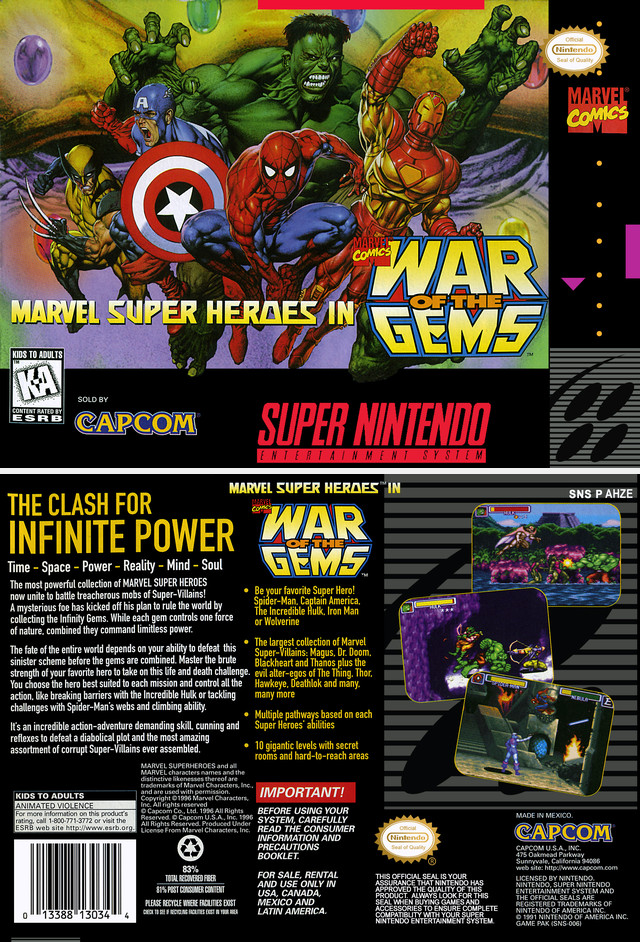 Official
Nintendo
Seal of Quality
MARVEL
COMICS
A
MARVEL
COMICS
WAR
OF THE
GEMS™
MARVEL SUPER HEROES IN
KIDS TO ADULTS
K-A
CONTENT RATED BY
ESRB
SOLD BY
CAPCOM®
SUPER NINTENDO
ENTERTAINMENT SYSTEM
MARVEL SUPER HEROES™ IN
MARVEL
COMICS
WAR
OF THE
GEMS™
SNS P AHZE
THE CLASH FOR
INFINITE POWER
Time - Space - Power - Reality - Mind - Soul
The most powerful collection of MARVEL SUPER HEROES
now unite to battle treacherous mobs of Super-Villains!
A mysterious foe has kicked off his plan to rule the world by
collecting the Infinity Gems. While each gem controls one force
of nature, combined they command limitless power.
The fate of the entire world depends on your ability to defeat this
sinister scheme before the gems are combined. Master the brute
strength of your favorite hero to take on this life and death challenge.
You choose the hero best suited to each mission and control all the
action, like breaking barriers with the Incredible Hulk or tackling
challenges with Spider-Man's webs and climbing ability.
It's an incredible action-adventure demanding skill, cunning and
reflexes to defeat a diabolical plot and the most amazing
assortment of corrupt Super-Villains ever assembled.
• Be your favorite Super Hero!
Spider-Man, Captain America,
The Incredible Hulk, Iron Man
or Wolverine
• The largest collection of Marvel
Super-Villains: Magus, Dr. Doom,
Blackheart and Thanos plus the
evil alter-egos of The Thing, Thor,
Hawkeye, Deathlok and many,
many more
• Multiple pathways based on each
Super Heroes' abilities
• 10 gigantic levels with secret
rooms and hard-to-reach areas
MARVEL SUPERHEROES and all
MARVEL characters names and the
distinctive likenesses thereof are
trademarks of Marvel Characters, Inc.,
and are used with permission.
Copyright ©1996 Marvel Characters,
Inc. All rights reserved
© Capcom Co., Ltd. 1996 All Rights
Reserved. © Capcom U.S.A., Inc. 1996
All Rights Reserved. Produced Under
License From Marvel Characters, Inc.
KIDS TO ADULTS
ANIMATED VIOLENCE
For more information on this product's
rating, call 1-800-771-3772 or visit the
ESRB web site http://www.esrb.org.
0 13388 13034 4
83%
TOTAL RECOVERED FIBER
81% POST CONSUMER CONTENT
PLEASE RECYCLE WHERE FACILITIES EXIST
CHECK TO SEE IF RECYCLING FACILITIES EXIST IN YOUR AREA
IMPORTANT!
BEFORE USING YOUR
SYSTEM, CAREFULLY
READ THE CONSUMER
INFORMATION AND
PRECAUTIONS
BOOKLET.
FOR SALE, RENTAL
AND USE ONLY IN
USA, CANADA,
MEXICO AND
LATIN AMERICA.
Official
Nintendo
Seal of Quality
®
THIS OFFICIAL SEAL IS YOUR
ASSURANCE THAT NINTENDO HAS
APPROVED THE QUALITY OF THIS
PRODUCT. ALWAYS LOOK FOR THIS
SEAL WHEN BUYING GAMES AND
ACCESSORIES TO ENSURE COMPLETE
COMPATIBILITY WITH YOUR SUPER
NINTENDO ENTERTAINMENT SYSTEM.
MADE IN MEXICO.
CAPCOM®
CAPCOM U.S.A., INC.
475 Oakmead Parkway
Sunnyvale, California 94086
web site: http://www.capcom.com
LICENSED BY NINTENDO.
NINTENDO, SUPER NINTENDO
ENTERTAINMENT SYSTEM AND
THE OFFICIAL SEALS ARE
REGISTERED TRADEMARKS OF
NINTENDO OF AMERICA INC.
© 1991 NINTENDO OF AMERICA INC.
GAME PAK (SNS-006)